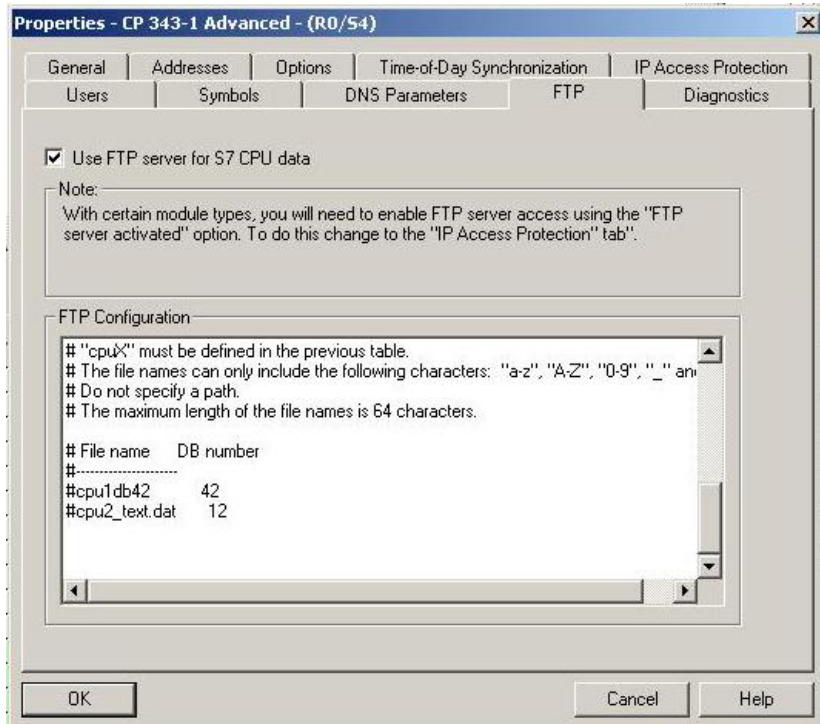 Properties - CP 343-1 Advanced - (R0/S4)
General Addresses Options Time-of-Day Synchronization IP Access Protection
Users Symbols DNS Parameters FTP Diagnostics
Use FTP server for S7 CPU data
Note:
With certain module types, you will need to enable FTP server access using the "FTP
server activated" option. To do this change to the "IP Access Protection" tab".
FTP Configuration
# "cpuX" must be defined in the previous table.
# The file names can only include the following characters: "a-z", "A-Z", "0-9", "_" an
# Do not specify a path.
# The maximum length of the file names is 64 characters.
# File name DB number
#----------------------
#cpu1db42 42
#cpu2_text.dat 12
OK Cancel Help